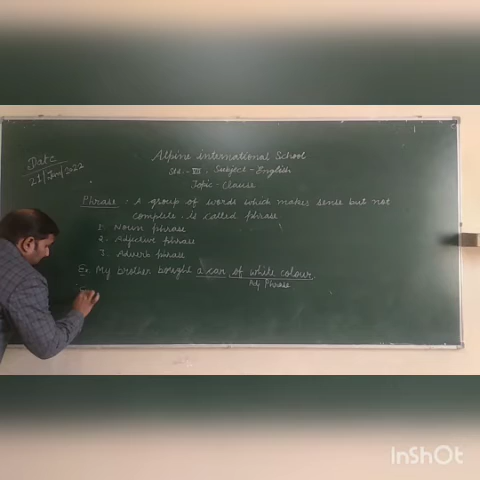 Alpine international School
Date
21/Jan/2022
Std:- VII Subject - English
Topic - Clause
Phrase : A group of words which makes sense but not
complete is called phrase
1. Noun phrase
2. Adjective phrase
3. Adverb phrase
Ex My brother bought a car of white colour.
Adj Phrase
InShOt